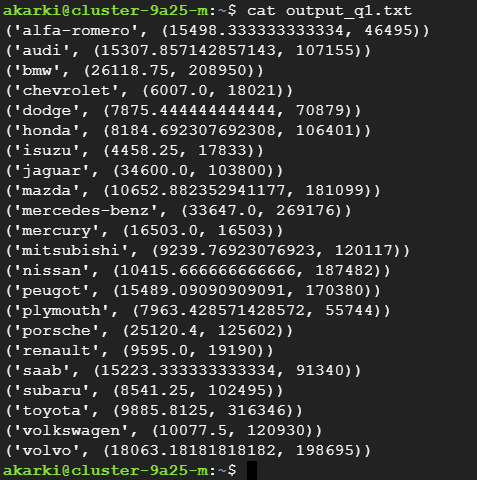 akarki@cluster-9a25-m:~$ cat output_q1.txt
('alfa-romero', (15498.333333333334, 46495))
('audi', (15307.857142857143, 107155))
('bmw', (26118.75, 208950))
('chevrolet', (6007.0, 18021))
('dodge', (7875.444444444444, 70879))
('honda', (8184.692307692308, 106401))
('isuzu', (4458.25, 17833))
('jaguar', (34600.0, 103800))
('mazda', (10652.882352941177, 181099))
('mercedes-benz', (33647.0, 269176))
('mercury', (16503.0, 16503))
('mitsubishi', (9239.76923076923, 120117))
('nissan', (10415.666666666666, 187482))
('peugot', (15489.09090909091, 170380))
('plymouth', (7963.428571428572, 55744))
('porsche', (25120.4, 125602))
('renault', (9595.0, 19190))
('saab', (15223.333333333334, 91340))
('subaru', (8541.25, 102495))
('toyota', (9885.8125, 316346))
('volkswagen', (10077.5, 120930))
('volvo', (18063.18181818182, 198695))
akarki@cluster-9a25-m:~$